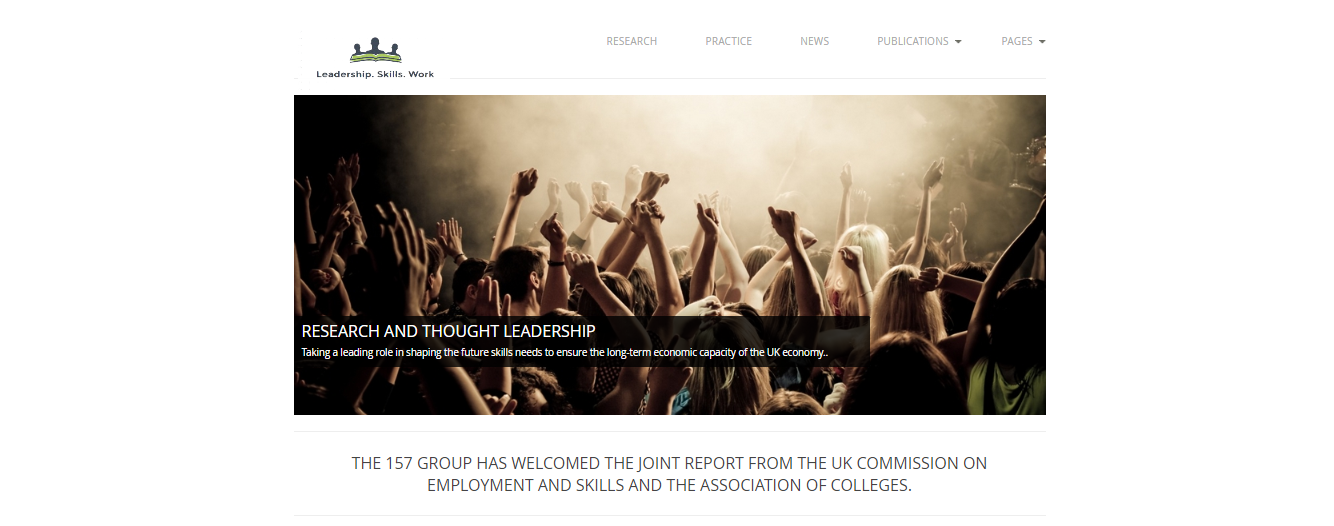 Leadership. Skills. Work
RESEARCH PRACTICE NEWS PUBLICATIONS PAGES
RESEARCH AND THOUGHT LEADERSHIP
Taking a leading role in shaping the future skills needs to ensure the long-term economic capacity of the UK economy..
THE 157 GROUP HAS WELCOMED THE JOINT REPORT FROM THE UK COMMISSION ON
EMPLOYMENT AND SKILLS AND THE ASSOCIATION OF COLLEGES.